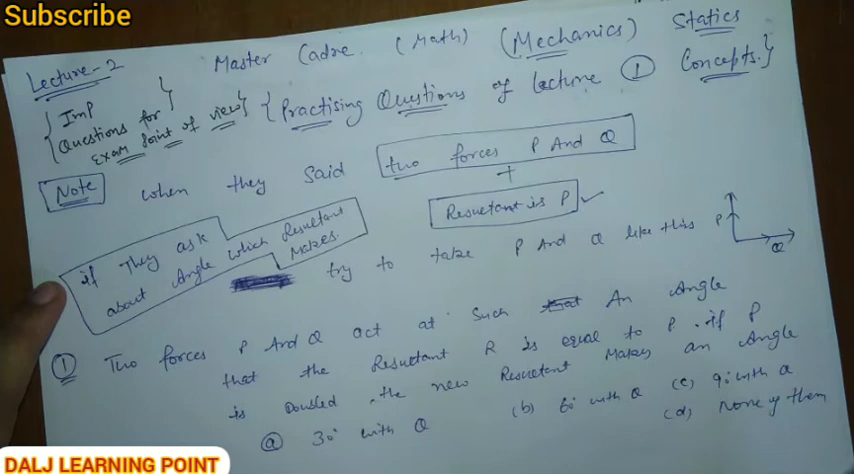 Subscribe
Lecture-2 Master Cadre (Math) (Mechanics) Statics
{ Imp } { Practising Questions of Lecture ① Concepts. }
{ Questions for
Exam point of view }
Note when they said two forces P And Q
+
Resultant is P ✓
if They ask
about Angle which Resultant
Makes.
try to take P And Q like this P
Q
① Two forces P And Q act at such An Angle
that the Resultant R is equal to P. if P
is Doubled, the new Resultant Makes an Angle
(a) 30° with Q (b) 60° with Q (c) 90° with Q
(d) None of them
DALJ LEARNING POINT